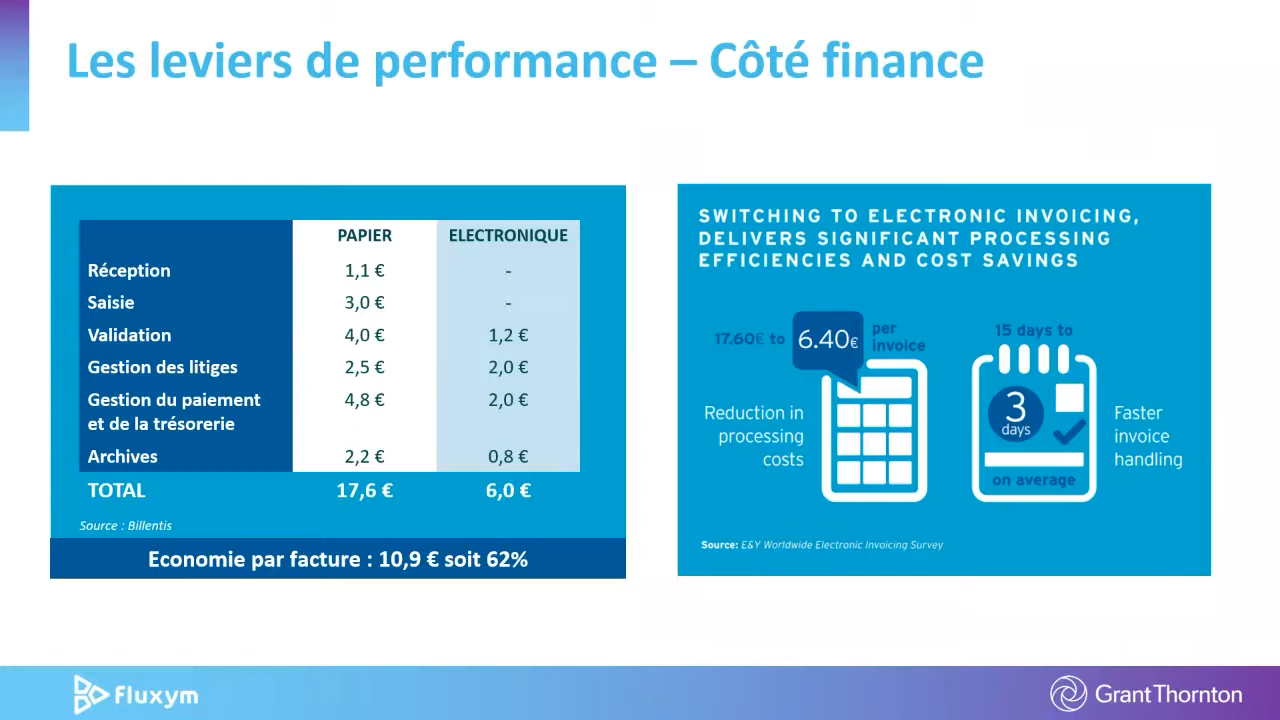 Les leviers de performance – Côté finance
PAPIER ELECTRONIQUE
Réception 1,1 € -
Saisie 3,0 € -
Validation 4,0 € 1,2 €
Gestion des litiges 2,5 € 2,0 €
Gestion du paiement 4,8 € 2,0 €
et de la trésorerie
Archives 2,2 € 0,8 €
TOTAL 17,6 € 6,0 €
Source : Billentis
Economie par facture : 10,9 € soit 62%
SWITCHING TO ELECTRONIC INVOICING,
DELIVERS SIGNIFICANT PROCESSING
EFFICIENCIES AND COST SAVINGS
17.60€ to 6.40€ per
invoice
Reduction in
processing
costs
15 days to
3
days
on average
Faster
invoice
handling
Source: E&Y Worldwide Electronic Invoicing Survey
fluxym
GrantThornton